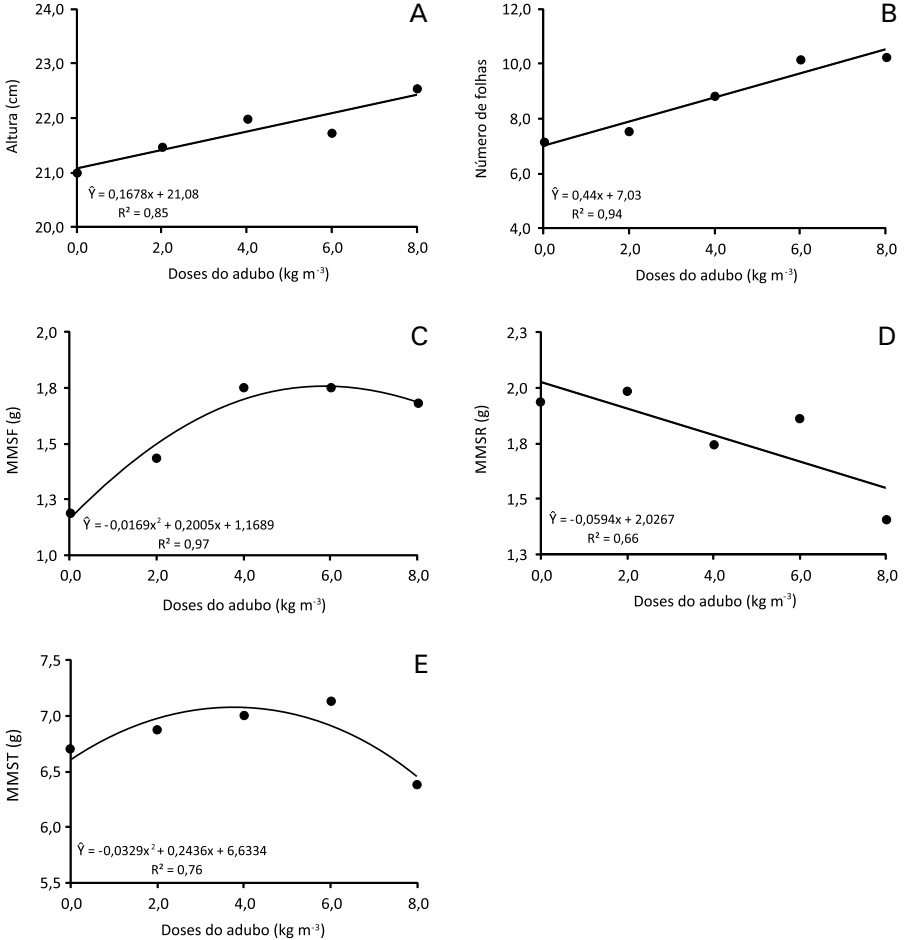 A
24,0
23,0
22,0
21,0
20,0
Altura (cm)
Ŷ = 0,1678x + 21,08
R² = 0,85
0,0 2,0 4,0 6,0 8,0
Doses do adubo (kg m⁻³)
B
12,0
10,0
8,0
6,0
4,0
Número de folhas
Ŷ = 0,44x + 7,03
R² = 0,94
0,0 2,0 4,0 6,0 8,0
Doses do adubo (kg m⁻³)
C
2,0
1,8
1,5
1,3
1,0
MMSF (g)
Ŷ = -0,0169x² + 0,2005x + 1,1689
R² = 0,97
0,0 2,0 4,0 6,0 8,0
Doses do adubo (kg m⁻³)
D
2,3
2,0
1,8
1,5
1,3
MMSR (g)
Ŷ = -0,0594x + 2,0267
R² = 0,66
0,0 2,0 4,0 6,0 8,0
Doses do adubo (kg m⁻³)
E
7,5
7,0
6,5
6,0
5,5
MMST (g)
Ŷ = -0,0329x² + 0,2436x + 6,6334
R² = 0,76
0,0 2,0 4,0 6,0 8,0
Doses do adubo (kg m⁻³)